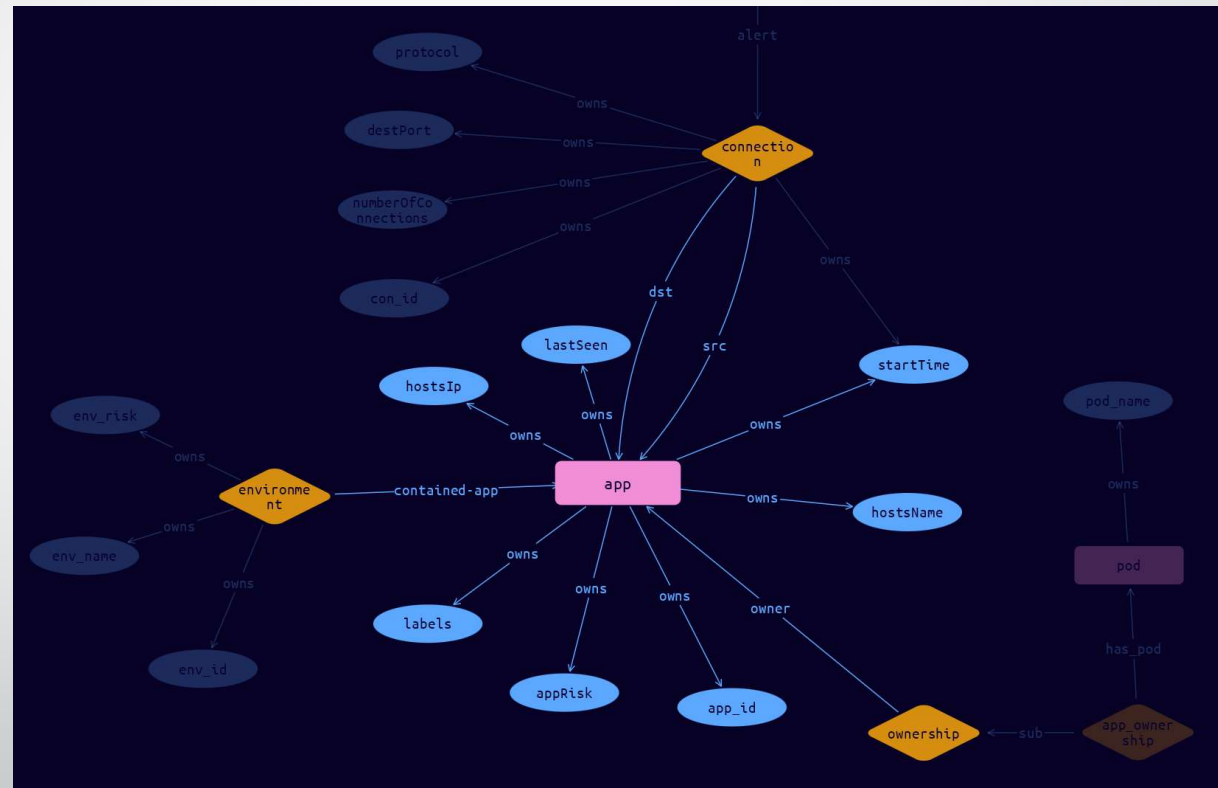 alert
protocol
owns
destPort
owns
connectio
n
owns
numberOfCo
nnections
owns
con_id
owns
dst
src
lastSeen
startTime
hostsIp
pod_name
env_risk
owns
owns
owns
owns
owns
environme
nt
contained-app
app
owns
hostsName
owns
env_name
owns
pod
owns
owns
owns
owns
owner
labels
has_pod
env_id
appRisk
app_id
ownership
sub
app_owner
ship